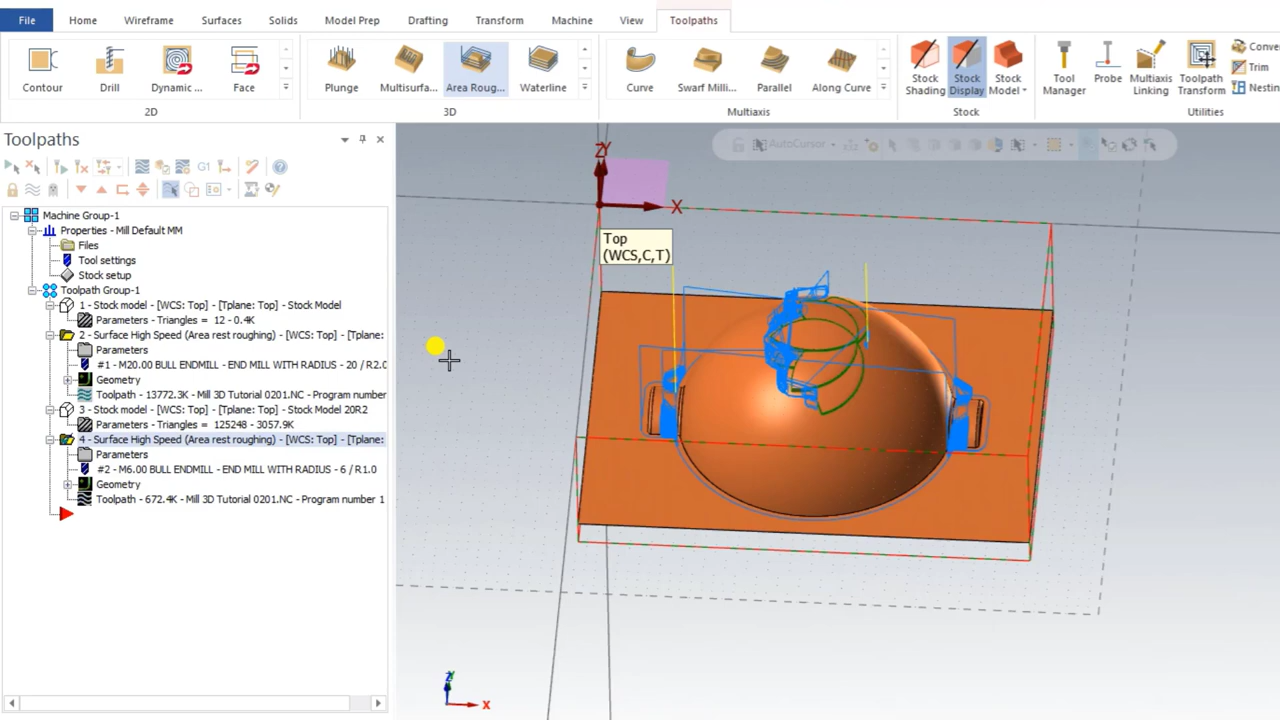 File Home Wireframe Surfaces Solids Model Prep Drafting Transform Machine View Toolpaths
Contour Drill Dynamic ... Face Plunge Multisurfa... Area Roug... Waterline Curve Swarf Milli... Parallel Along Curve Stock Shading Stock Display Stock Model Tool Manager Probe Multiaxis Linking Toolpath Transform Conver Trim Nestin
2D 3D Multiaxis Stock Utilities
Toolpaths
AutoCursor
G1
Machine Group-1
Properties - Mill Default MM
Files
Tool settings
Stock setup
Toolpath Group-1
1 - Stock model - [WCS: Top] - [Tplane: Top] - Stock Model
Parameters - Triangles = 12 - 0.4K
2 - Surface High Speed (Area rest roughing) - [WCS: Top] - [Tplane:
Parameters
#1 - M20.00 BULL ENDMILL - END MILL WITH RADIUS - 20 / R2.0
Geometry
Toolpath - 13772.3K - Mill 3D Tutorial 0201.NC - Program number
3 - Stock model - [WCS: Top] - [Tplane: Top] - Stock Model 20R2
Parameters - Triangles = 125248 - 3057.9K
4 - Surface High Speed (Area rest roughing) - [WCS: Top] - [Tplane:
Parameters
#2 - M6.00 BULL ENDMILL - END MILL WITH RADIUS - 6 / R1.0
Geometry
Toolpath - 672.4K - Mill 3D Tutorial 0201.NC - Program number 1
Z Y
X
Top
(WCS,C,T)
X